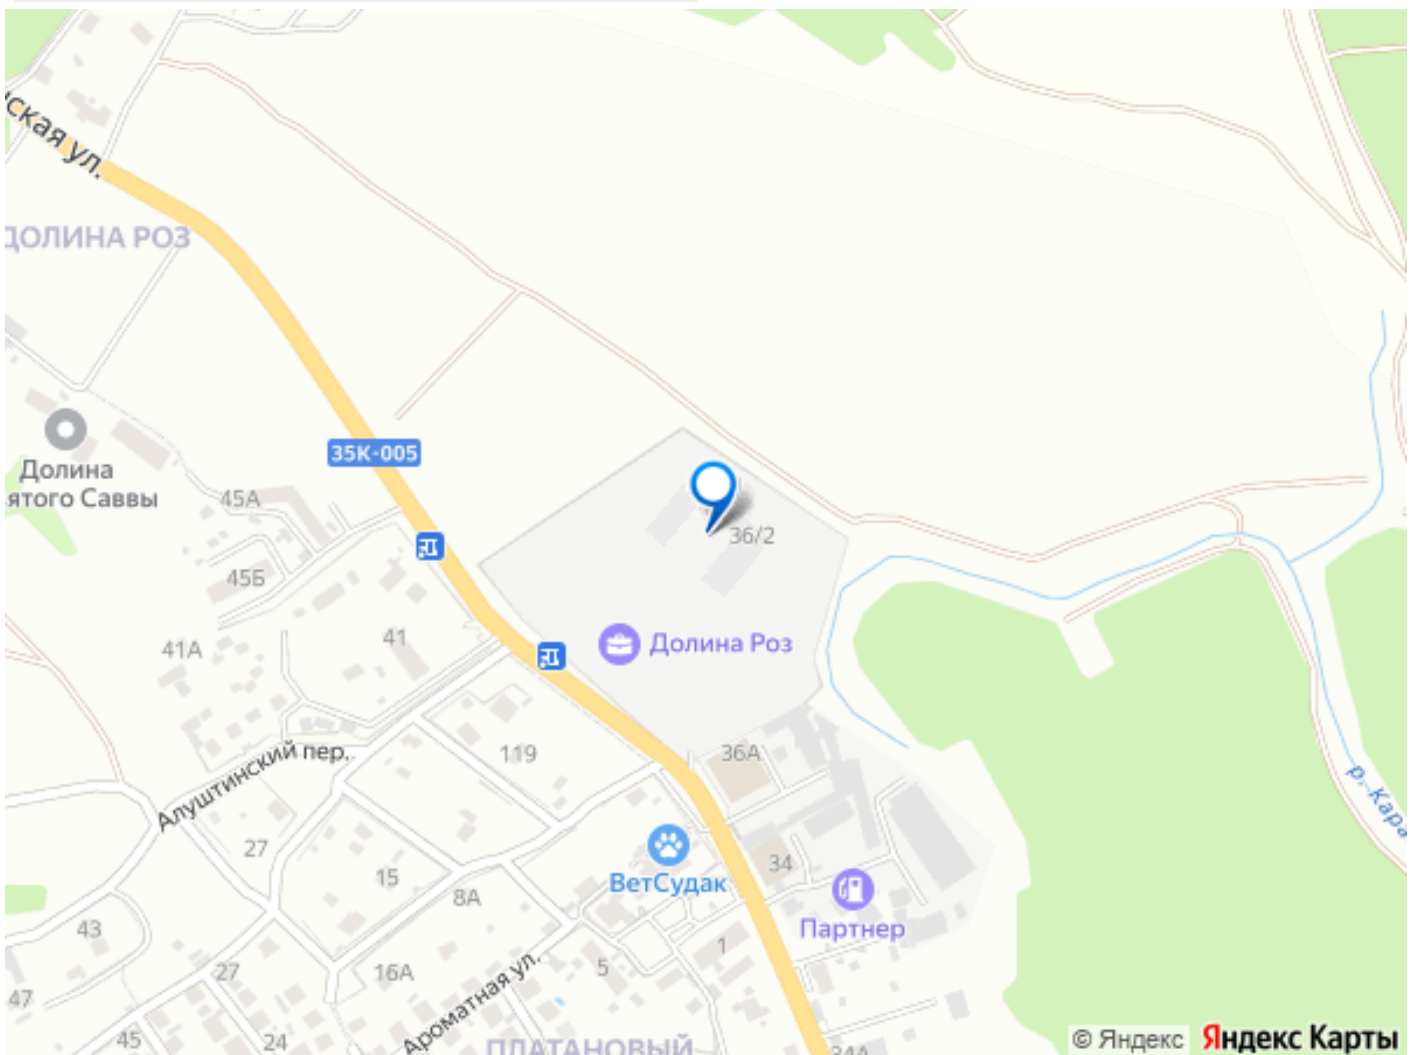 ская ул.
ДОЛИНА РОЗ
35К-005
Долина
ятого Саввы
45А
36/2
45Б
41
41А
Долина Роз
119
36А
Алуштинский пер.
27
15
34
ВетСудак
8А
Партнер
р. Кара
43
1
5
27
16А
Ароматная ул.
47
45
24
ПЛАТАНОВЫЙ
34А
© Яндекс Яндекс Карты